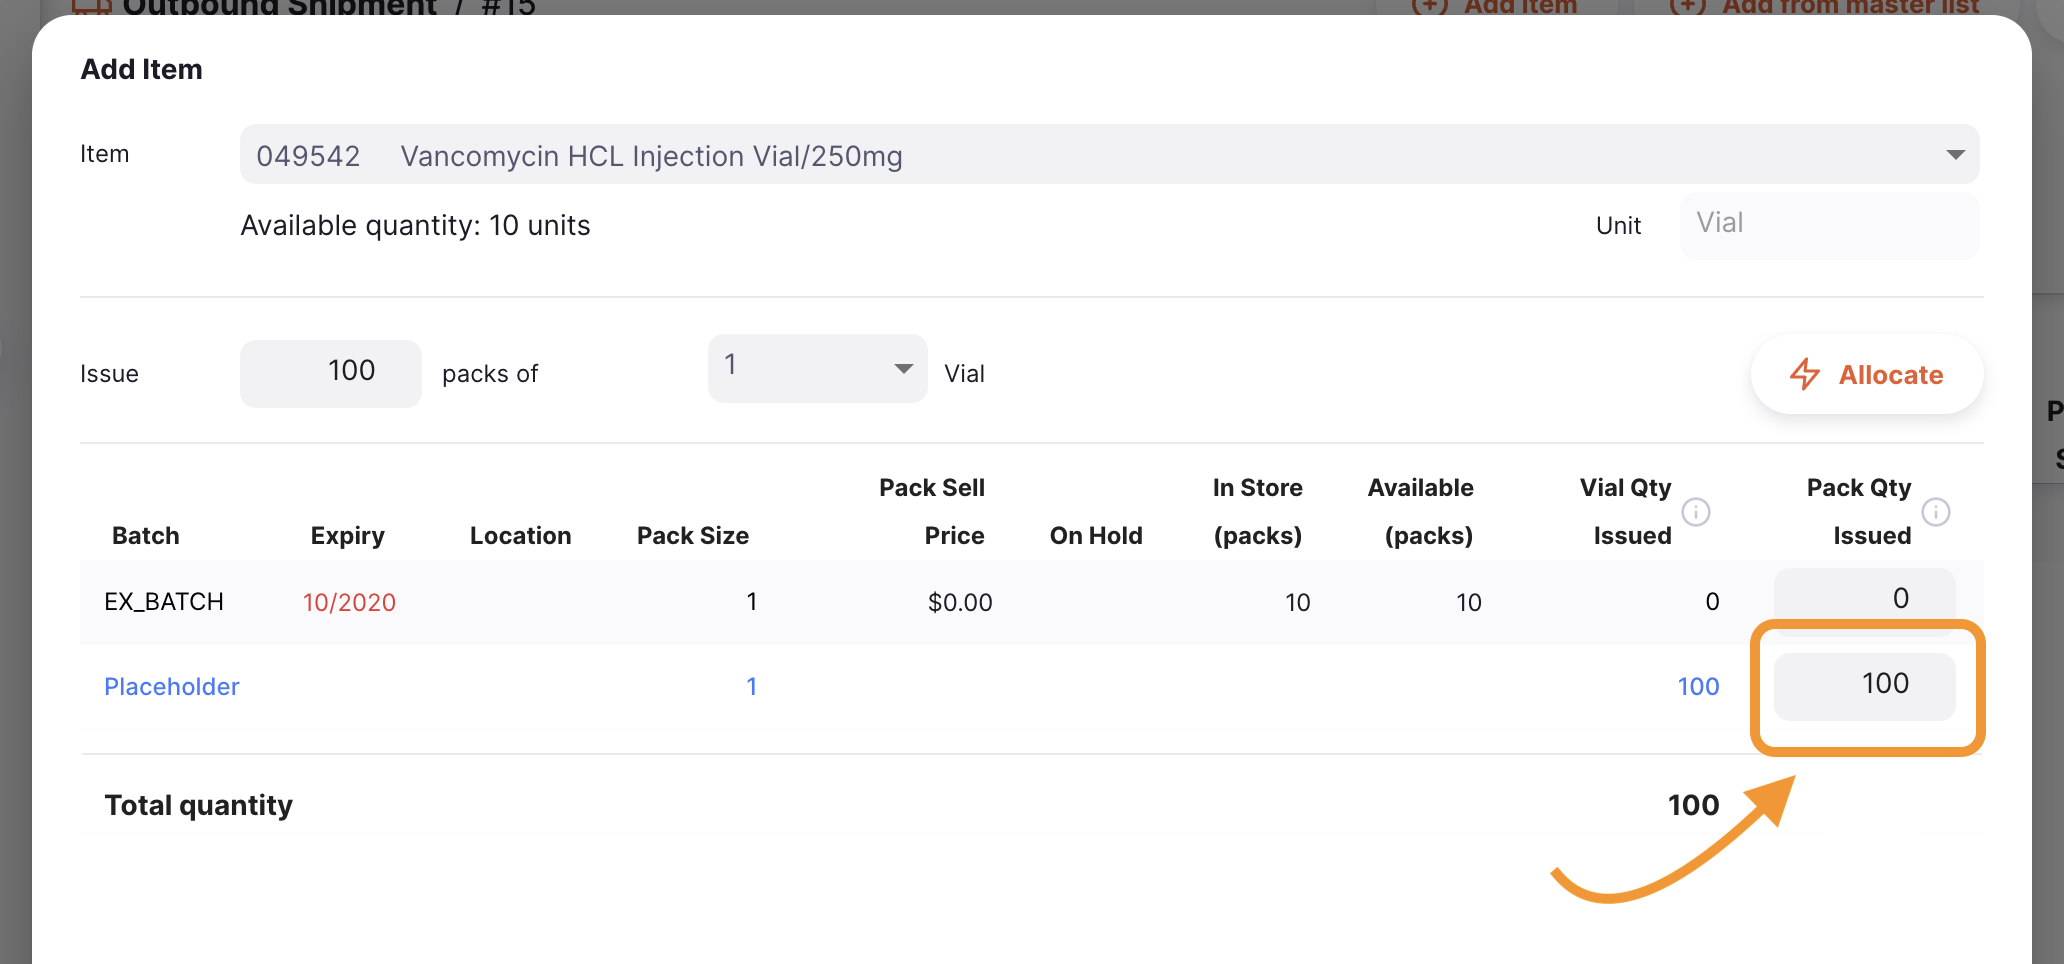 Outbound Shipment / #15
Add Item
Add from master list
Add Item
Item
049542 Vancomycin HCL Injection Vial/250mg
Available quantity: 10 units
Unit
Vial
Issue
100
packs of
1
Vial
Allocate
Batch
Expiry
Location
Pack Size
Pack Sell
Price
On Hold
In Store
(packs)
Available
(packs)
Vial Qty
Issued
Pack Qty
Issued
EX_BATCH 10/2020 1 $0.00 10 10 0 0
Placeholder 1 100 100
Total quantity 100
P
S